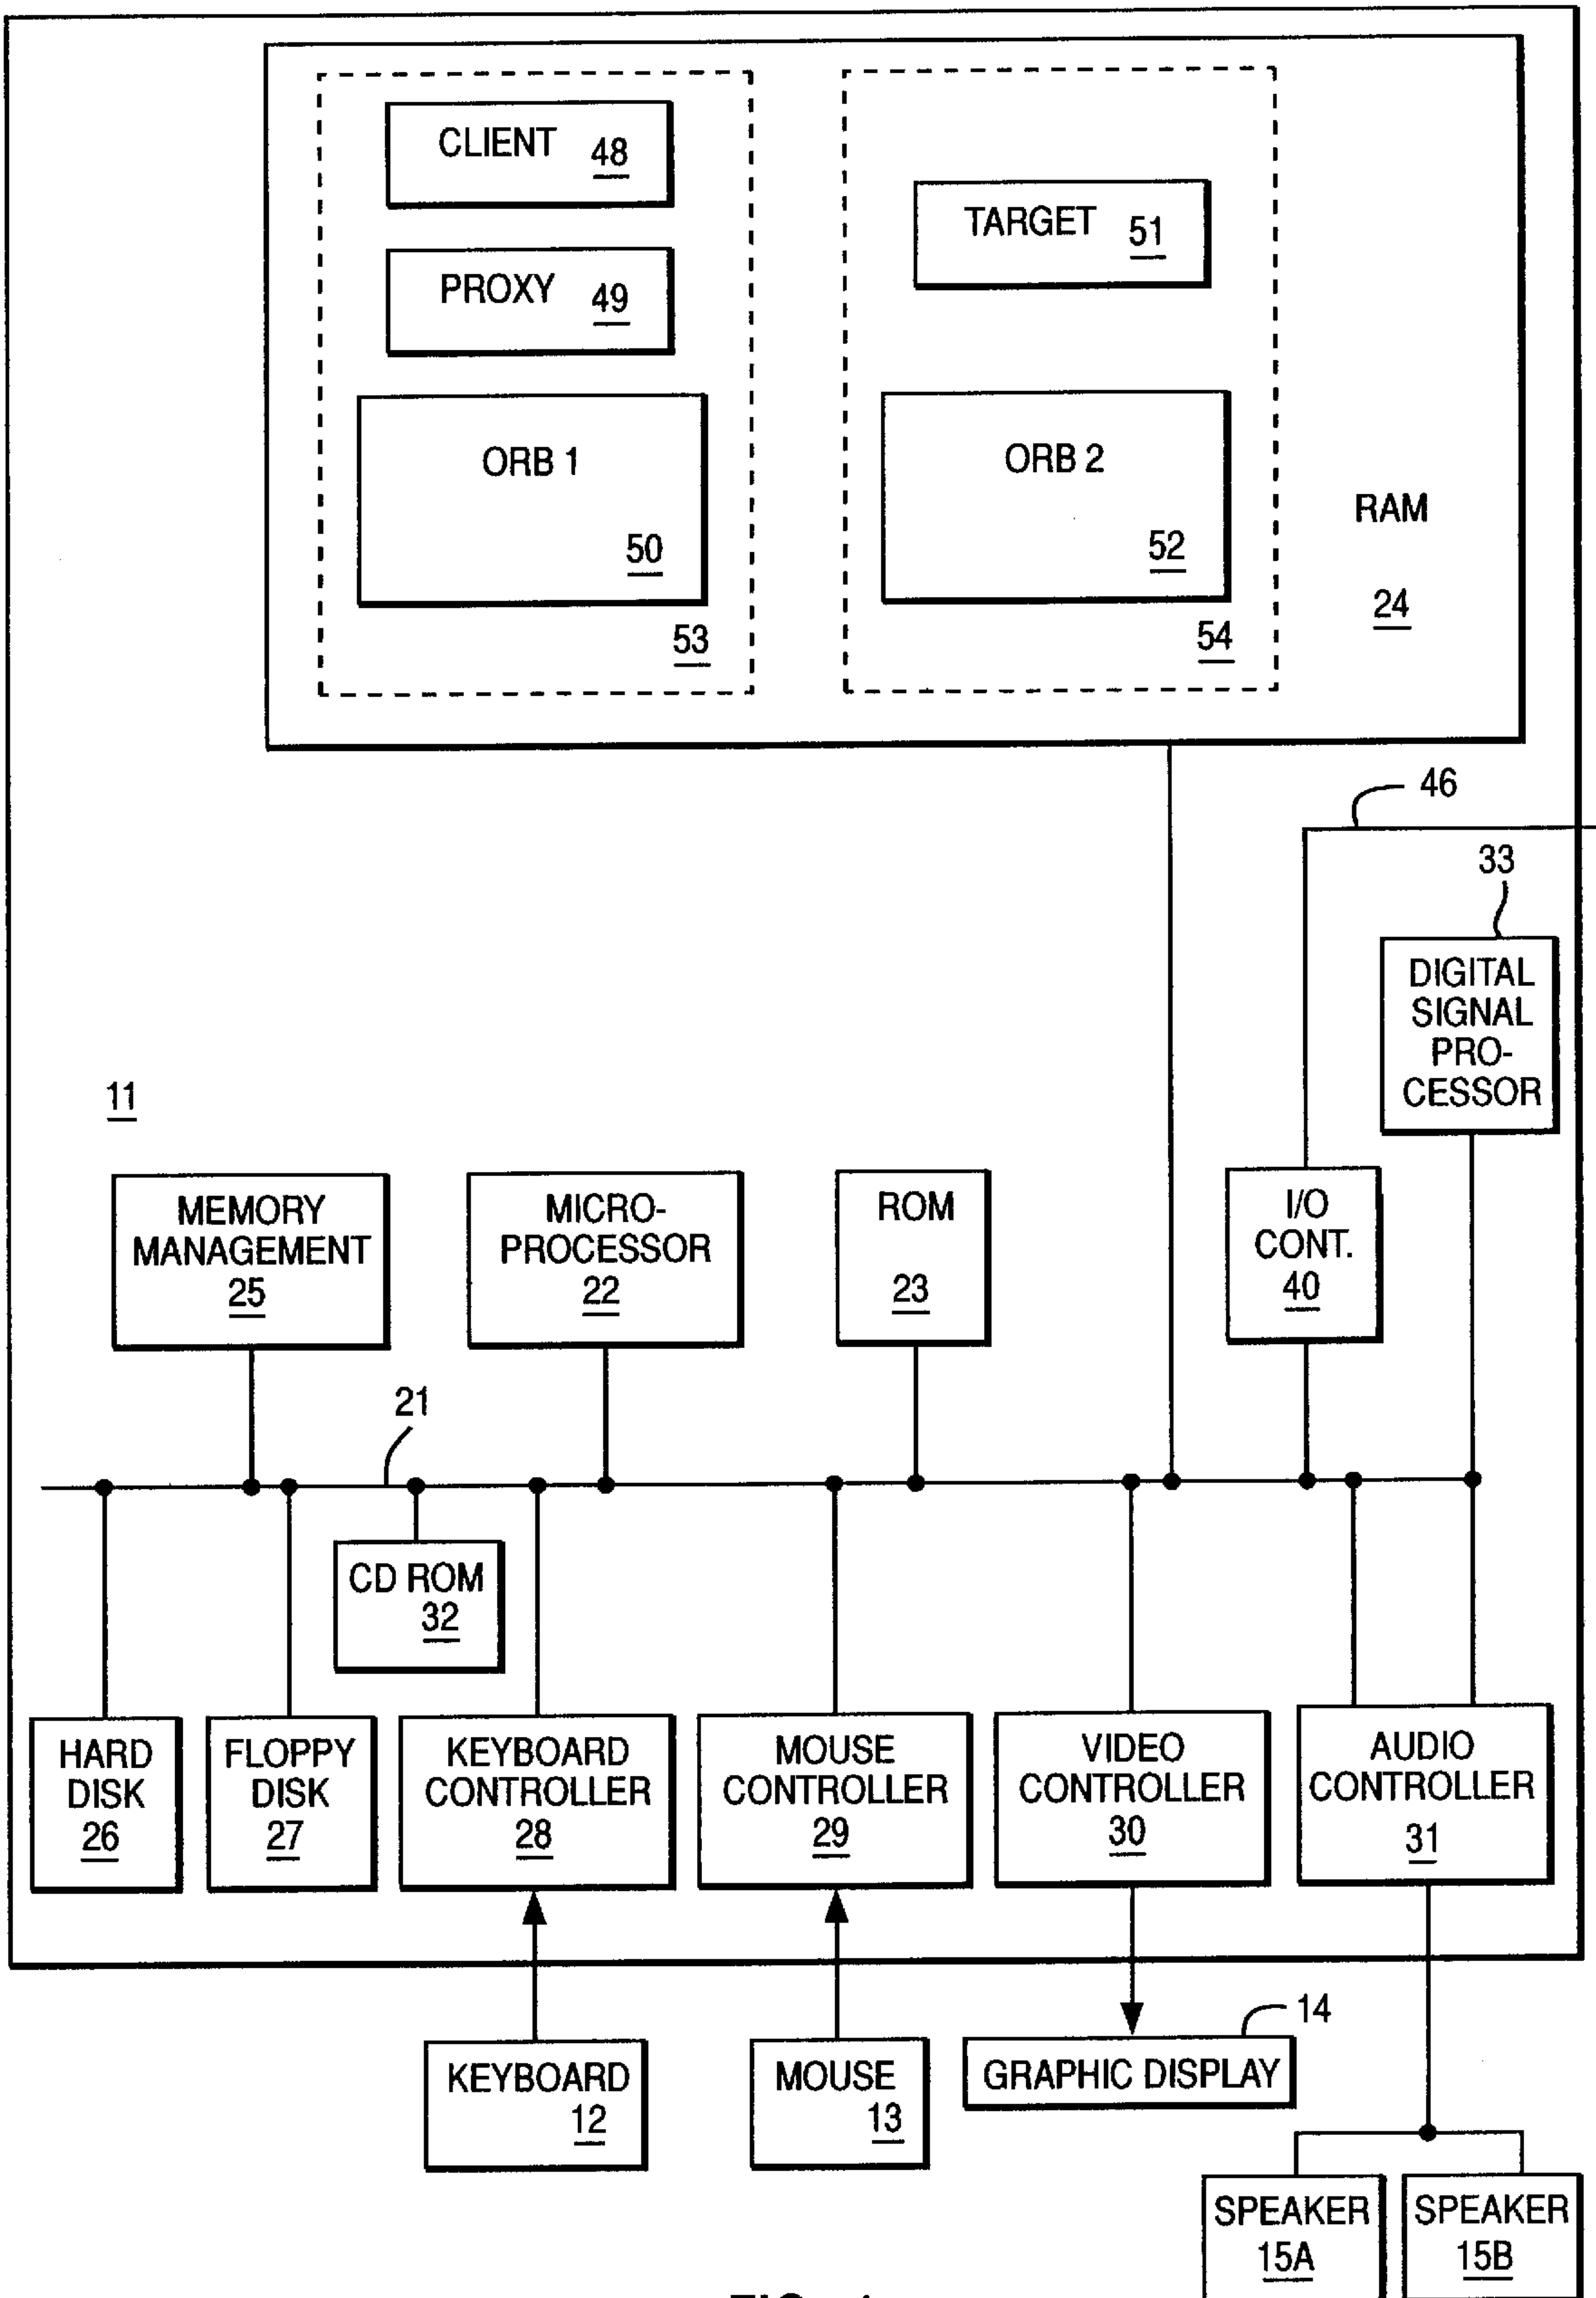 CLIENT 48
PROXY 49
ORB 1
50
53
TARGET 51
ORB 2
52
54
RAM
24
46
33
DIGITAL
SIGNAL
PRO-
CESSOR
11
MEMORY
MANAGEMENT
25
MICRO-
PROCESSOR
22
ROM
23
I/O
CONT.
40
21
CD ROM
32
HARD
DISK
26
FLOPPY
DISK
27
KEYBOARD
CONTROLLER
28
MOUSE
CONTROLLER
29
VIDEO
CONTROLLER
30
AUDIO
CONTROLLER
31
KEYBOARD
12
MOUSE
13
14
GRAPHIC DISPLAY
SPEAKER
15A
SPEAKER
15B